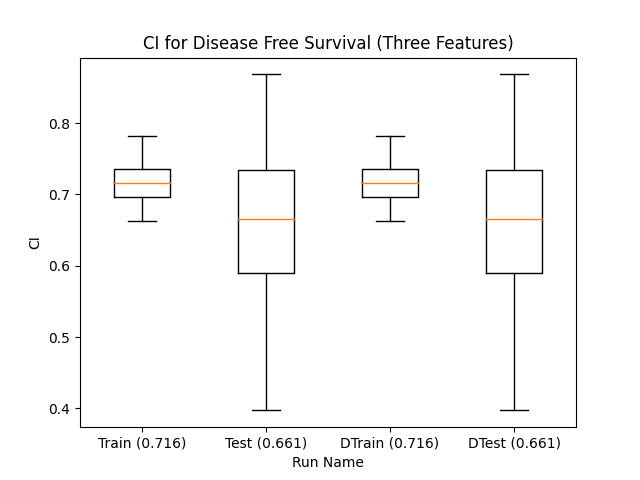 CI for Disease Free Survival (Three Features)
CI
0.8
0.7
0.6
0.5
0.4
Train (0.716) Test (0.661) DTrain (0.716) DTest (0.661)
Run Name